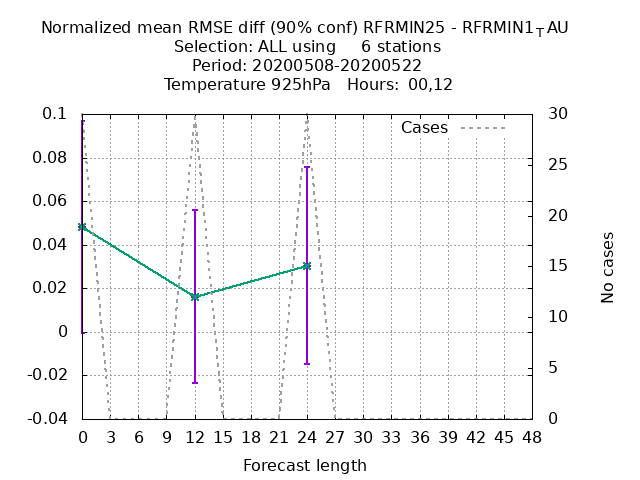 Normalized mean RMSE diff (90% conf) RFRMIN25 - RFRMIN1TAU
Selection: ALL using 6 stations
Period: 20200508-20200522
Temperature 925hPa Hours: 00,12
Cases
0.1
0.08
0.06
0.04
0.02
0
-0.02
-0.04
30
25
20
15
10
5
0
No cases
0 3 6 9 12 15 18 21 24 27 30 33 36 39 42 45 48
Forecast length